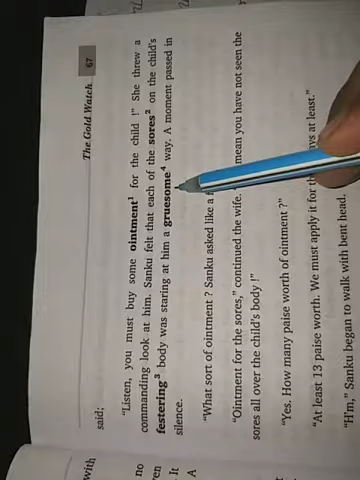 The Gold Watch 67
said;
"Listen, you must buy some ointment¹ for the child !" She threw a
commanding look at him. Sanku felt that each of the sores² on the child's
festering³ body was staring at him a gruesome⁴ way. A moment passed in
silence.
"What sort of ointment ? Sanku asked like a
"Ointment for the sores," continued the wife. mean you have not seen the
sores all over the child's body !"
"Yes. How many paise worth of ointment ?"
"At least 13 paise worth. We must apply it for at least."
"H'm," Sanku began to walk with bent head.
with
no
It
A